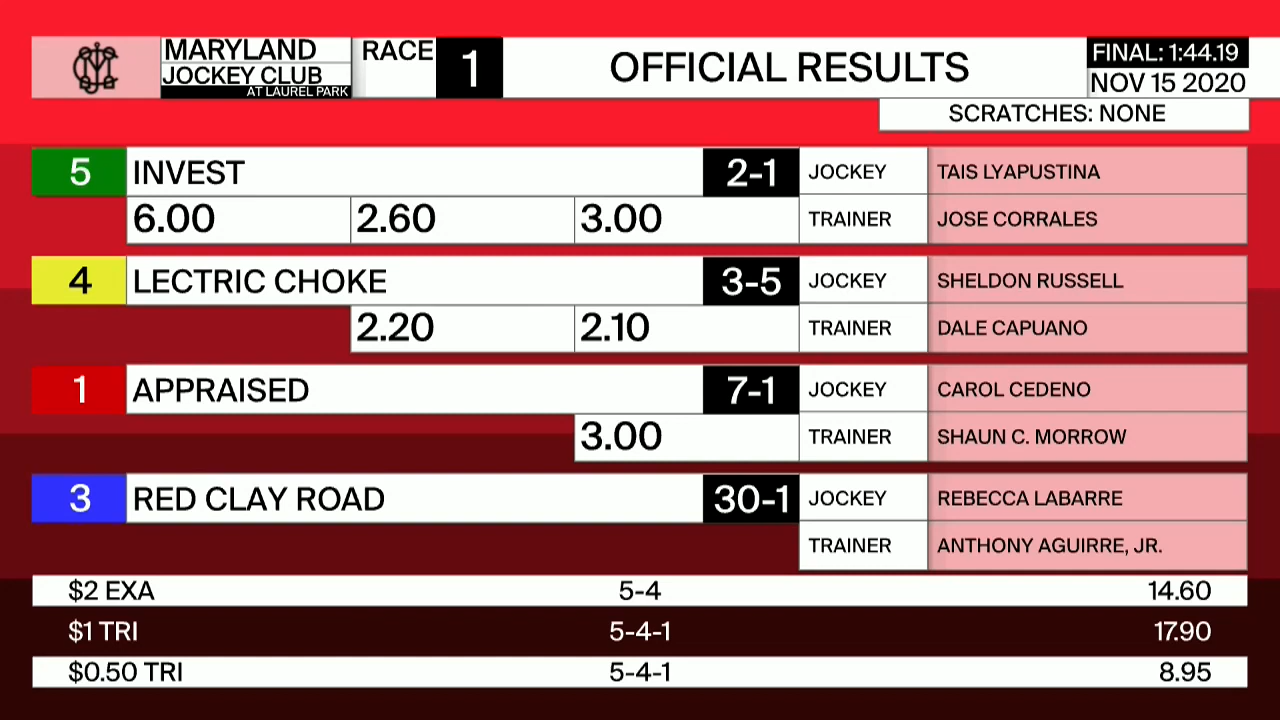 MARYLAND
JOCKEY CLUB
AT LAUREL PARK
RACE 1
OFFICIAL RESULTS
FINAL: 1:44.19
NOV 15 2020
SCRATCHES: NONE
5 INVEST 2-1 JOCKEY TAIS LYAPUSTINA
6.00 2.60 3.00 TRAINER JOSE CORRALES
4 LECTRIC CHOKE 3-5 JOCKEY SHELDON RUSSELL
2.20 2.10 TRAINER DALE CAPUANO
1 APPRAISED 7-1 JOCKEY CAROL CEDENO
3.00 TRAINER SHAUN C. MORROW
3 RED CLAY ROAD 30-1 JOCKEY REBECCA LABARRE
TRAINER ANTHONY AGUIRRE, JR.
$2 EXA 5-4 14.60
$1 TRI 5-4-1 17.90
$0.50 TRI 5-4-1 8.95